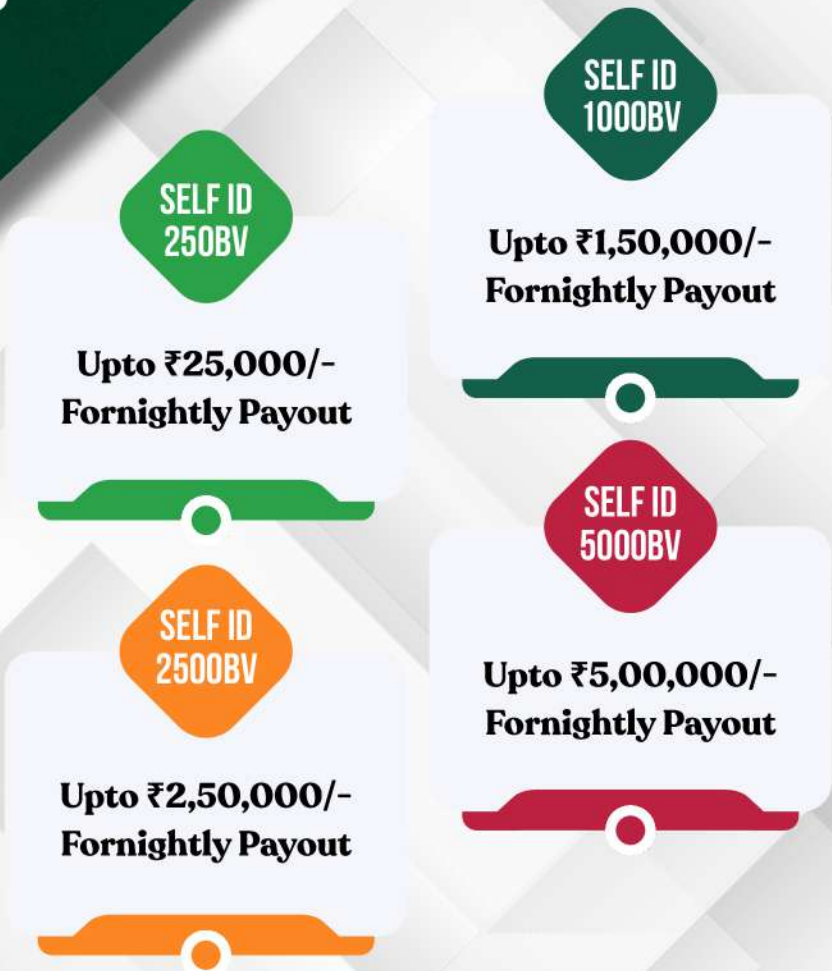 SELF ID
250BV
Upto ₹25,000/-
Fornightly Payout
SELF ID
1000BV
Upto ₹1,50,000/-
Fornightly Payout
SELF ID
2500BV
Upto ₹2,50,000/-
Fornightly Payout
SELF ID
5000BV
Upto ₹5,00,000/-
Fornightly Payout